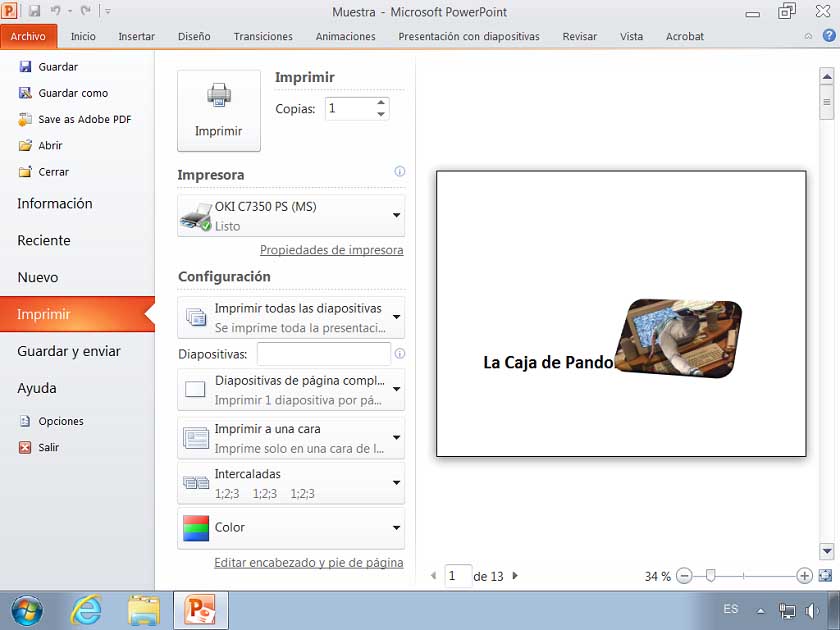 Muestra - Microsoft PowerPoint
Archivo Inicio Insertar Diseño Transiciones Animaciones Presentación con diapositivas Revisar Vista Acrobat
Guardar
Guardar como
Save as Adobe PDF
Abrir
Cerrar
Información
Reciente
Nuevo
Imprimir
Guardar y enviar
Ayuda
Opciones
Salir
Imprimir
Imprimir
Copias: 1
Impresora
OKI C7350 PS (MS)
Listo
Propiedades de impresora
Configuración
Imprimir todas las diapositivas
Se imprime toda la presentaci...
Diapositivas:
Diapositivas de página compl...
Imprimir 1 diapositiva por pá...
Imprimir a una cara
Imprime solo en una cara de l...
Intercaladas
1;2;3 1;2;3 1;2;3
Color
Editar encabezado y pie de página
La Caja de Pando
1 de 13
34 %
ES